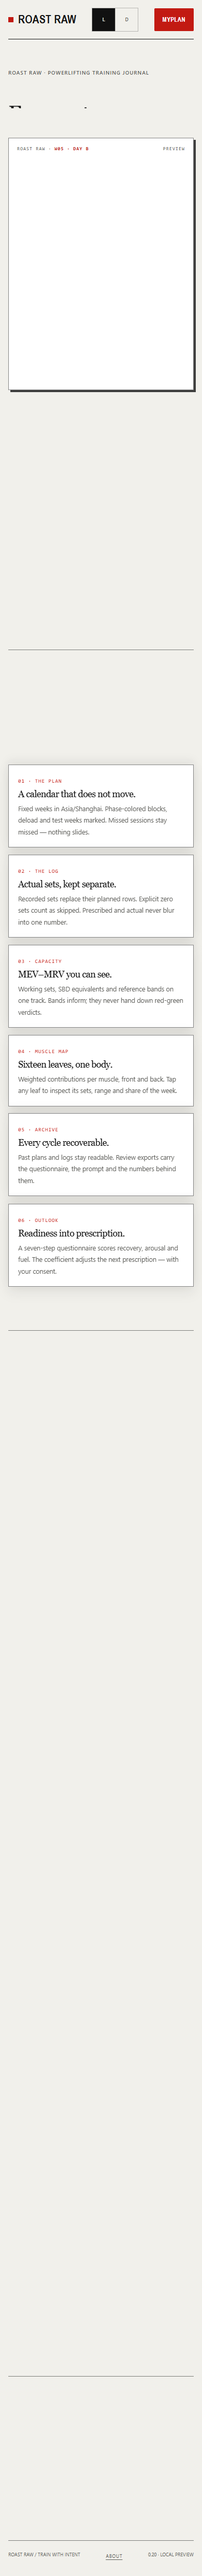 ROAST RAW
L
D
MYPLAN
ROAST RAW · POWERLIFTING TRAINING JOURNAL
ROAST RAW · W05 · DAY B
PREVIEW
01 · THE PLAN
A calendar that does not move.
Fixed weeks in Asia/Shanghai. Phase-colored blocks,
deload and test weeks marked. Missed sessions stay
missed — nothing slides.
02 · THE LOG
Actual sets, kept separate.
Recorded sets replace their planned rows. Explicit zero
sets count as skipped. Prescribed and actual never blur
into one number.
03 · CAPACITY
MEV–MRV you can see.
Working sets, SBD equivalents and reference bands on
one track. Bands inform; they never hand down red-green
verdicts.
04 · MUSCLE MAP
Sixteen leaves, one body.
Weighted contributions per muscle, front and back. Tap
any leaf to inspect its sets, range and share of the week.
05 · ARCHIVE
Every cycle recoverable.
Past plans and logs stay readable. Review exports carry
the questionnaire, the prompt and the numbers behind
them.
06 · OUTLOOK
Readiness into prescription.
A seven-step questionnaire scores recovery, arousal and
fuel. The coefficient adjusts the next prescription — with
your consent.
ROAST RAW / TRAIN WITH INTENT
ABOUT
0.20 · LOCAL PREVIEW